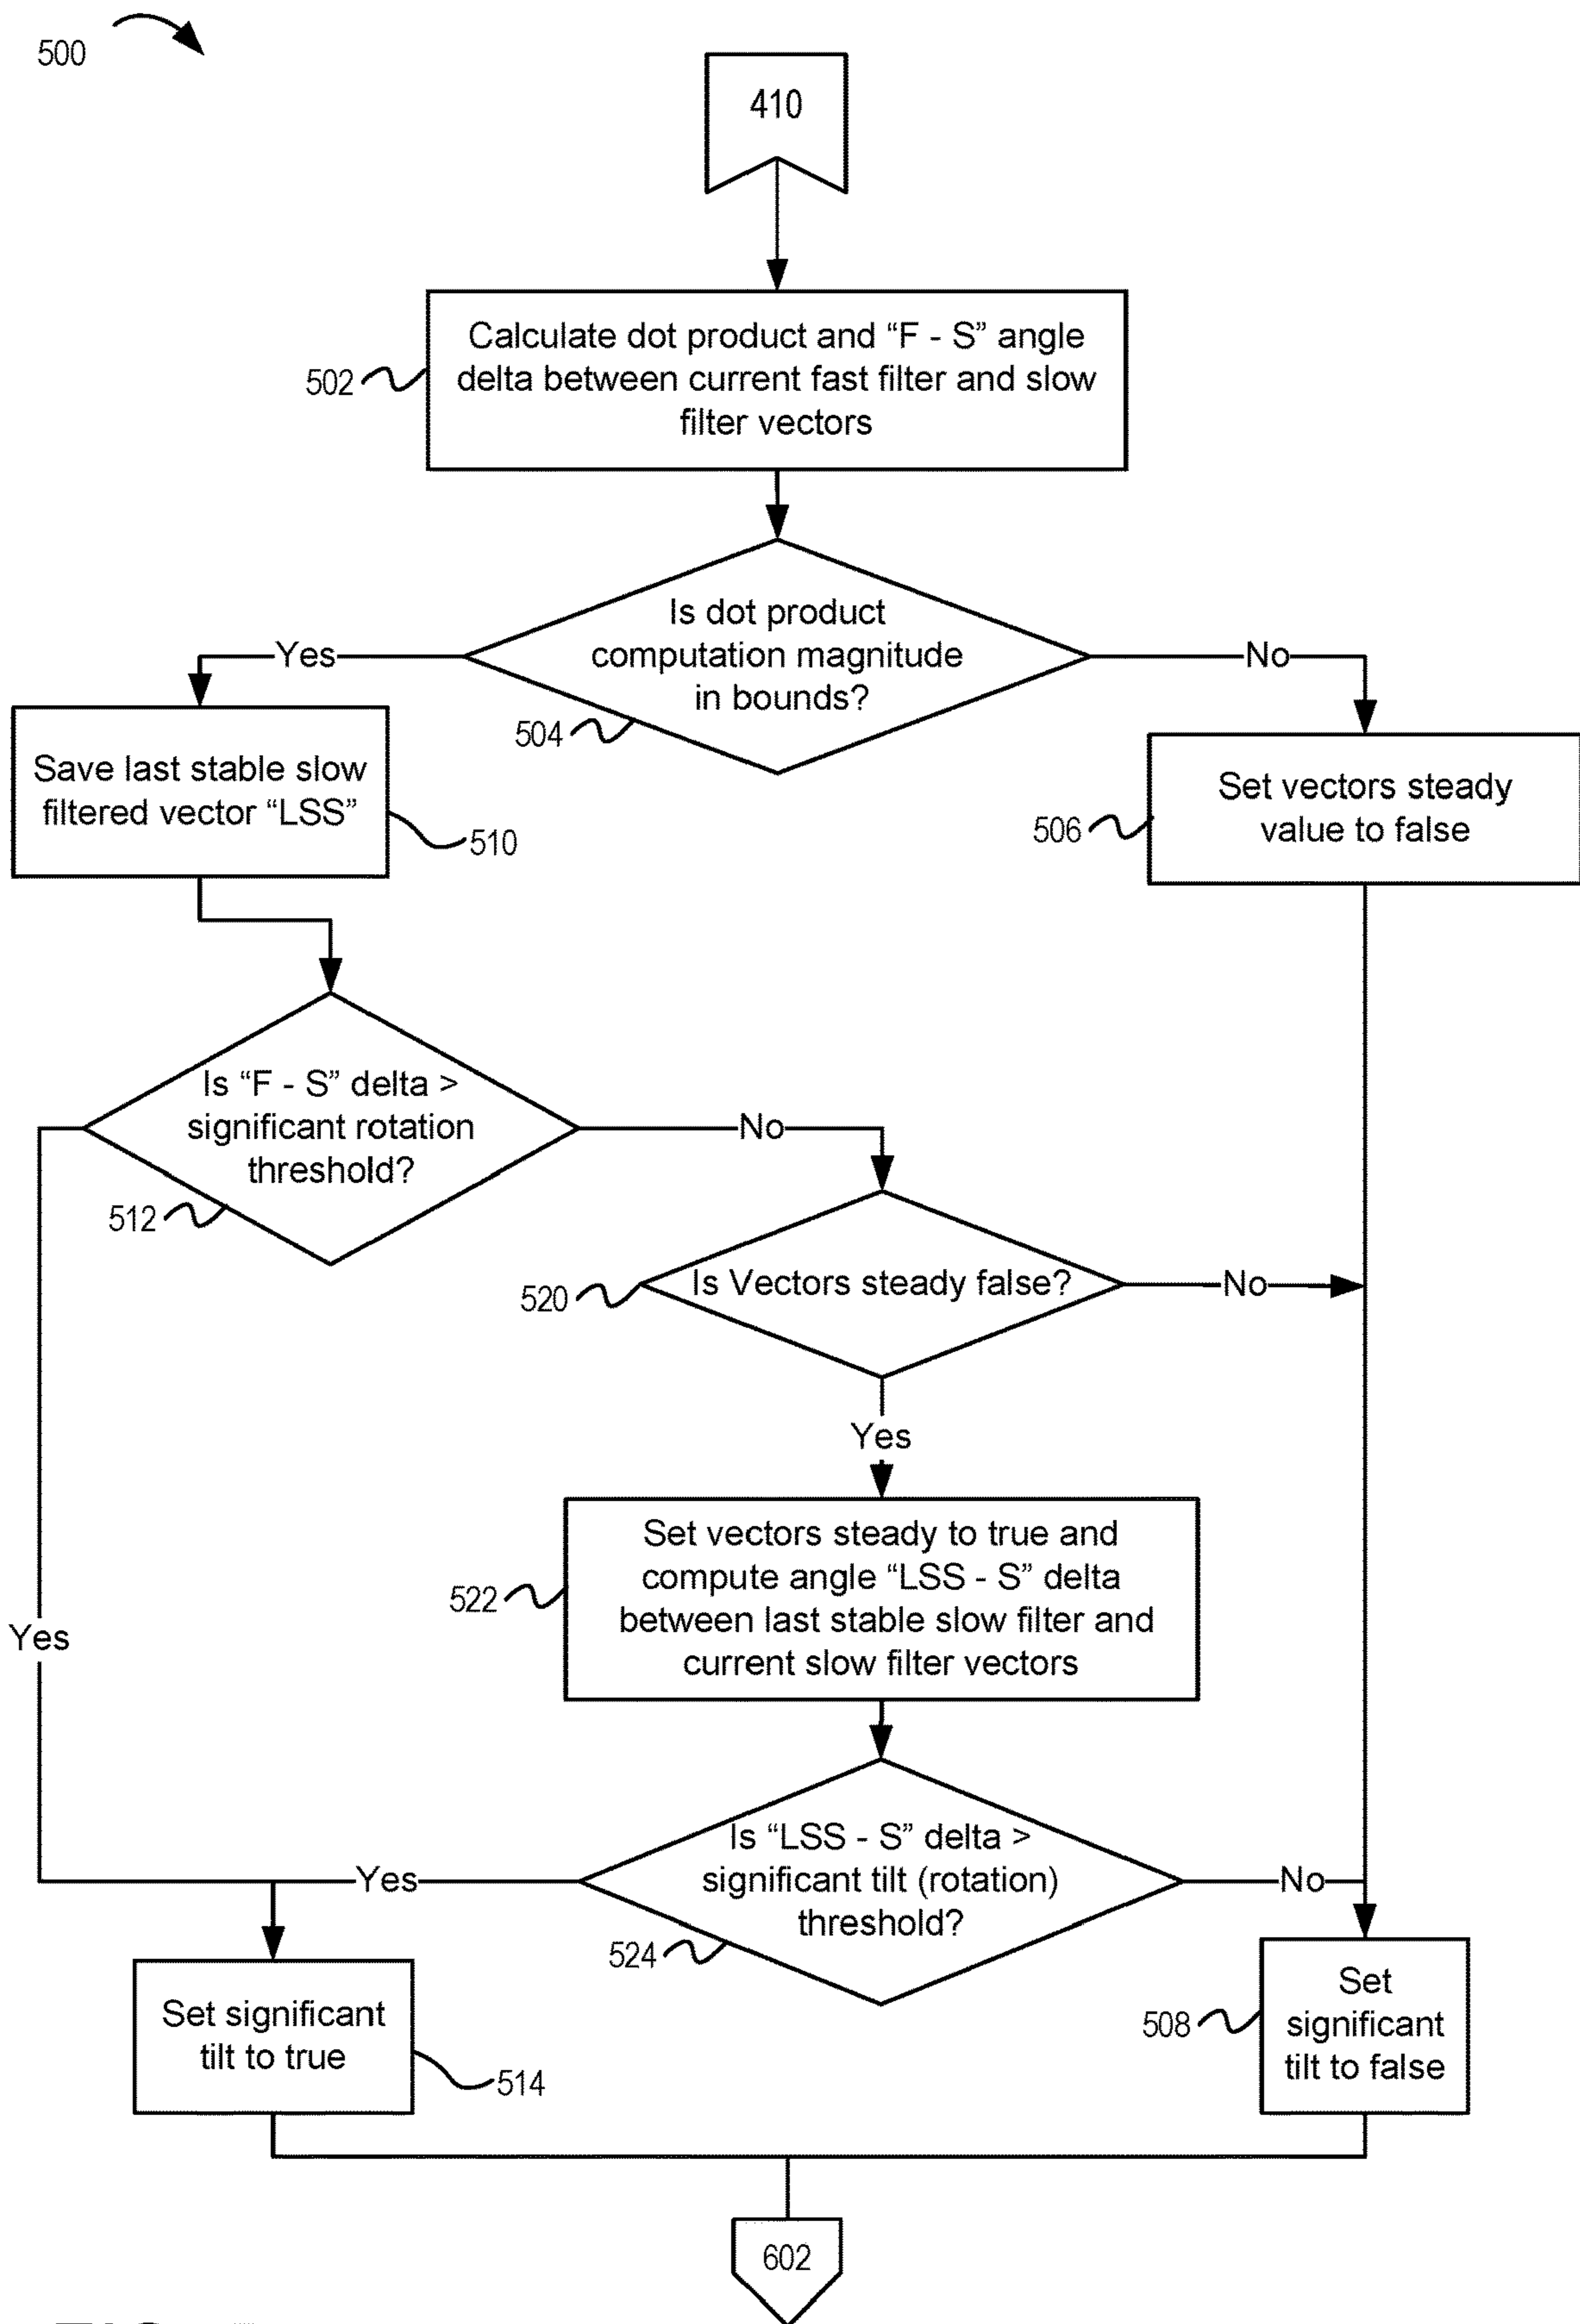 500
410
Calculate dot product and “F - S” angle
delta between current fast filter and slow
filter vectors
502
Is dot product
computation magnitude
in bounds?
504
Yes
No
Save last stable slow
filtered vector “LSS”
510
Set vectors steady
value to false
506
Is “F - S” delta >
significant rotation
threshold?
512
No
Is Vectors steady false?
520
No
Yes
Set vectors steady to true and
compute angle “LSS - S” delta
between last stable slow filter and
current slow filter vectors
522
Yes
Is “LSS - S” delta >
significant tilt (rotation)
threshold?
524
Yes
No
Set significant
tilt to true
514
Set
significant
tilt to false
508
602